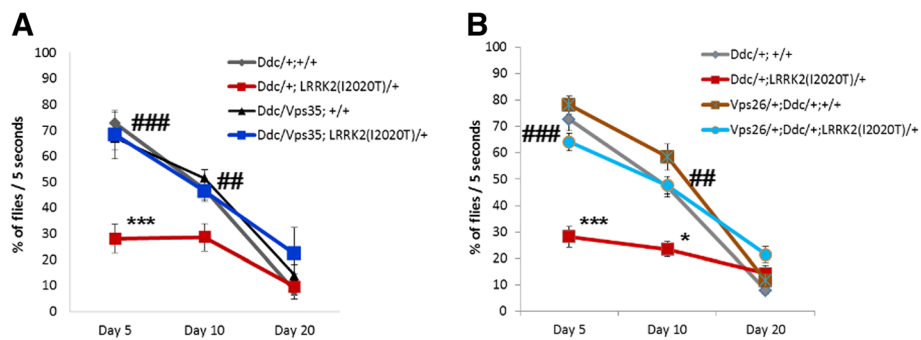 A
% of flies / 5 seconds
100
90
80
70
60
50
40
30
20
10
0
Ddc/+;+/+
Ddc/+; LRRK2(I2020T)/+
Ddc/Vps35; +/+
Ddc/Vps35; LRRK2(I2020T)/+
###
##
***
Day 5 Day 10 Day 20
B
% of flies / 5 seconds
100
90
80
70
60
50
40
30
20
10
0
Ddc/+; +/+
Ddc/+;LRRK2(I2020T)/+
Vps26/+;Ddc/+;+/+
Vps26/+;Ddc/+;LRRK2(I2020T)/+
###
##
***
*
Day 5 Day 10 Day 20